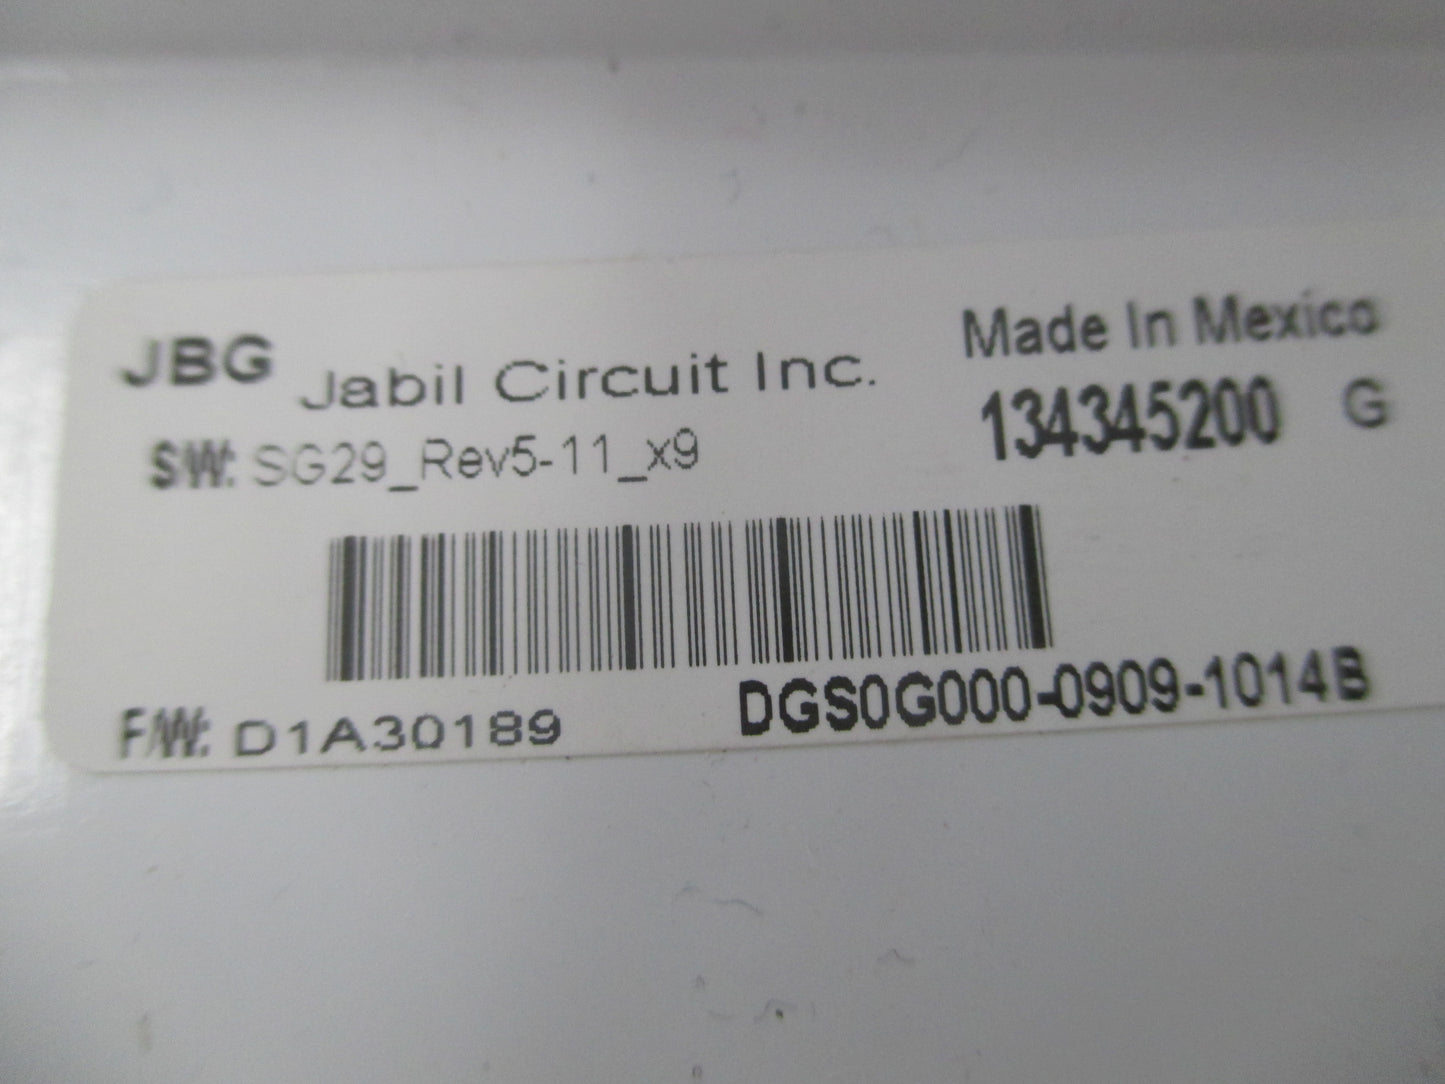 JBG Jabil Circuit Inc.
Made In Mexico
134345200 G
SW: SG29_Rev5-11_x9
DGS0G000-0909-1014B
F/W: D1A30189